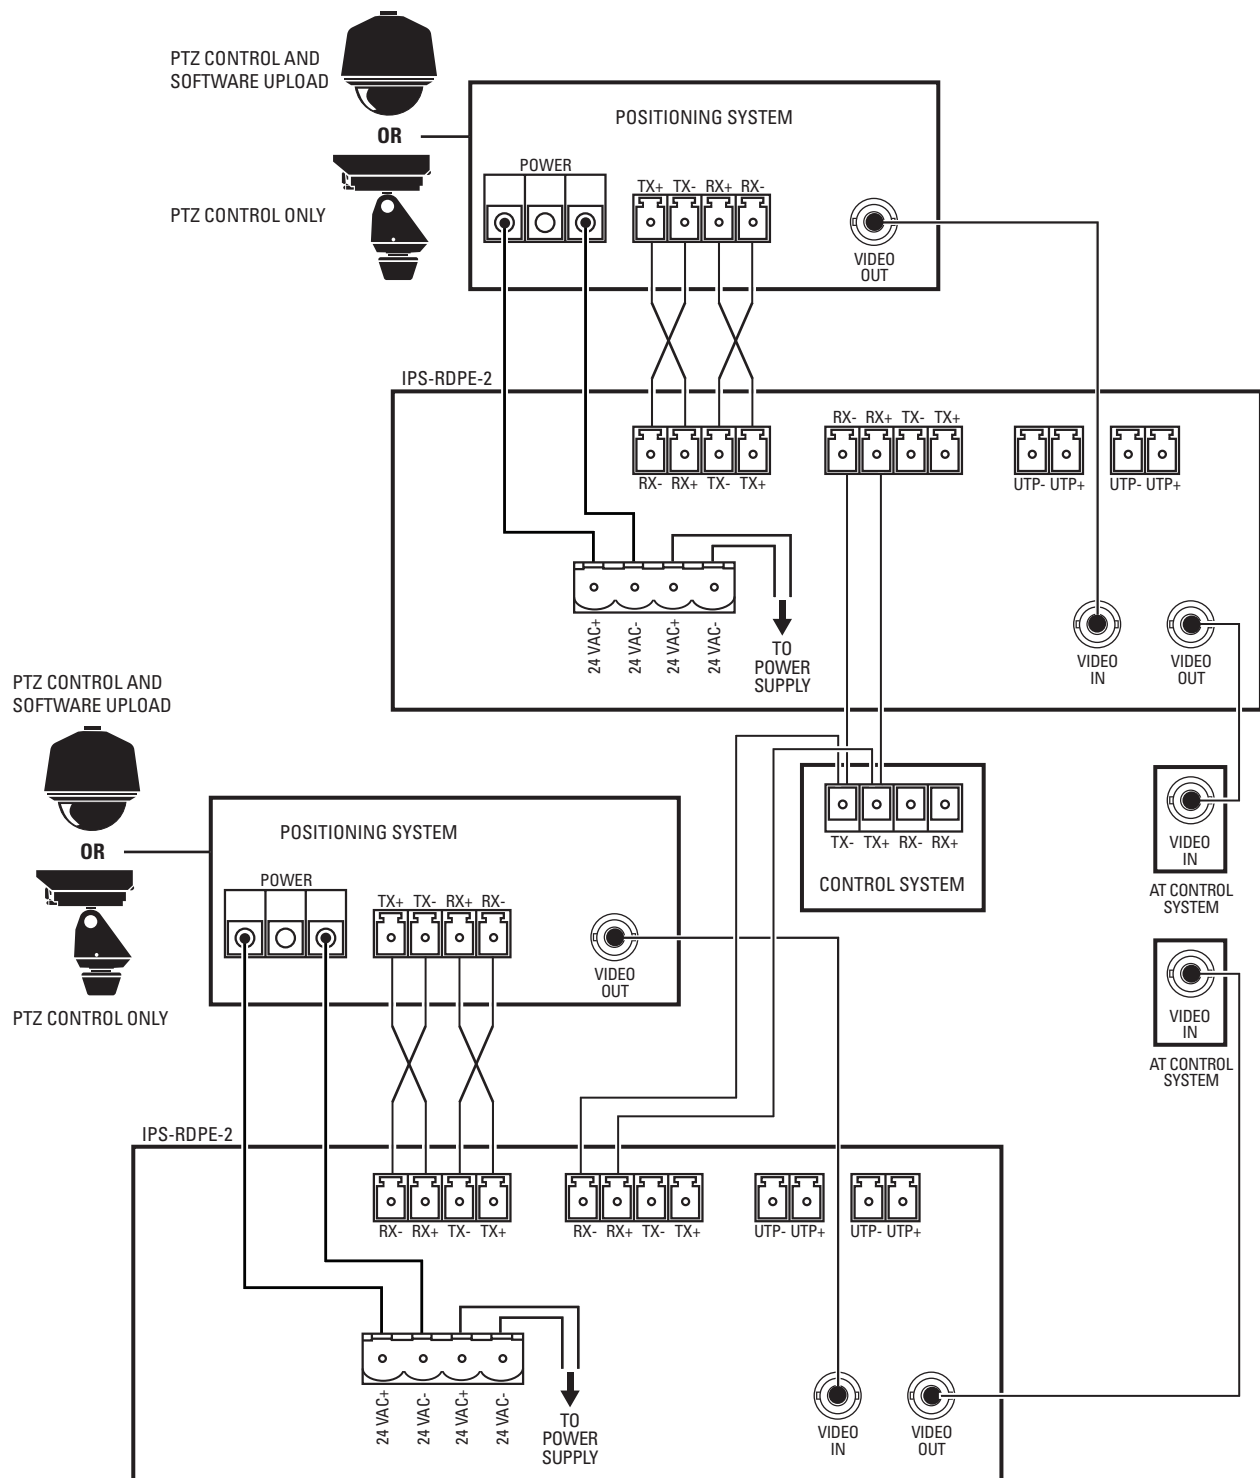 PTZ CONTROL AND
SOFTWARE UPLOAD
OR
PTZ CONTROL ONLY
POSITIONING SYSTEM
POWER
TX+ TX- RX+ RX-
VIDEO
OUT
IPS-RDPE-2
RX- RX+ TX- TX+
RX- RX+ TX- TX+
UTP- UTP+
UTP- UTP+
24 VAC+
24 VAC-
24 VAC+
24 VAC-
TO
POWER
SUPPLY
VIDEO
IN
VIDEO
OUT
PTZ CONTROL AND
SOFTWARE UPLOAD
OR
PTZ CONTROL ONLY
POSITIONING SYSTEM
POWER
TX+ TX- RX+ RX-
VIDEO
OUT
TX- TX+ RX- RX+
CONTROL SYSTEM
VIDEO
IN
AT CONTROL
SYSTEM
VIDEO
IN
AT CONTROL
SYSTEM
IPS-RDPE-2
RX- RX+ TX- TX+
RX- RX+ TX- TX+
UTP- UTP+
UTP- UTP+
24 VAC+
24 VAC-
24 VAC+
24 VAC-
TO
POWER
SUPPLY
VIDEO
IN
VIDEO
OUT